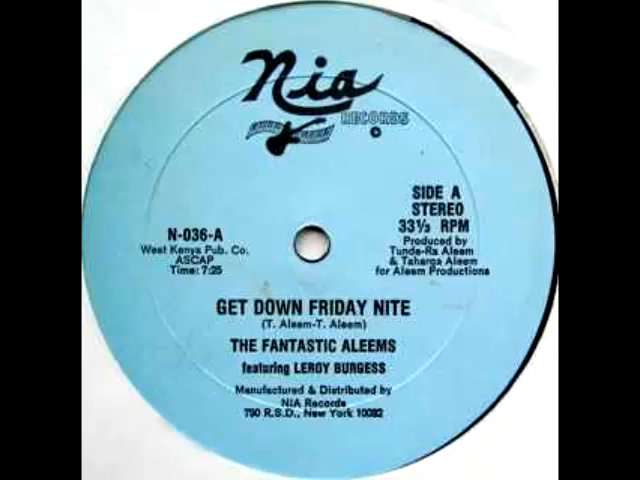 Nia
RECORDS
©
SIDE A
STEREO
33⅓ RPM
Produced by
Tunde-Ra Aleem
& Taharqa Aleem
for Aleem Productions
N-036-A
West Kenya Pub. Co.
ASCAP
Time: 7:25
GET DOWN FRIDAY NITE
(T. Aleem-T. Aleem)
THE FANTASTIC ALEEMS
featuring LEROY BURGESS
Manufactured & Distributed by
NIA Records
790 R.S.D., New York 10082